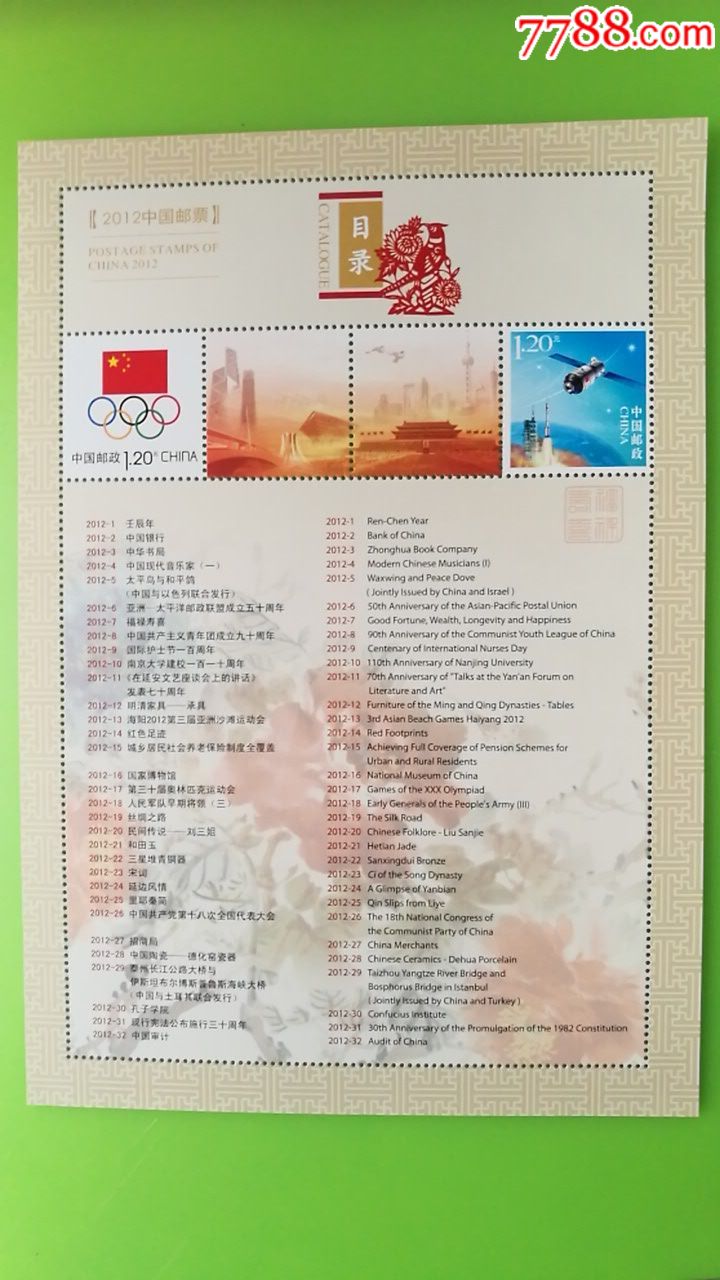 7788.com
【2012中国邮票】
POSTAGE STAMPS OF
CHINA 2012
CATALOGUE
目录
中国邮政 1.20元 CHINA
1.20元
中国邮政
CHINA
2012-1 壬辰年
2012-2 中国银行
2012-3 中华书局
2012-4 中国现代音乐家（一）
2012-5 太平鸟与和平鸽
（中国与以色列联合发行）
2012-6 亚洲—太平洋邮政联盟成立五十周年
2012-7 福禄寿喜
2012-8 中国共产主义青年团成立九十周年
2012-9 国际护士节一百周年
2012-10 南京大学建校一百一十周年
2012-11 《在延安文艺座谈会上的讲话》
发表七十周年
2012-12 明清家具——承具
2012-13 海阳2012第三届亚洲沙滩运动会
2012-14 红色足迹
2012-15 城乡居民社会养老保险制度全覆盖
2012-16 国家博物馆
2012-17 第三十届奥林匹克运动会
2012-18 人民军队早期将领（三）
2012-19 丝绸之路
2012-20 民间传说——刘三姐
2012-21 和田玉
2012-22 三星堆青铜器
2012-23 宋词
2012-24 延边风情
2012-25 里耶秦简
2012-26 中国共产党第十八次全国代表大会
2012-27 招商局
2012-28 中国陶瓷——德化窑瓷器
2012-29 泰州长江公路大桥与
伊斯坦布尔博斯普鲁斯海峡大桥
（中国与土耳其联合发行）
2012-30 孔子学院
2012-31 现行宪法公布施行三十周年
2012-32 中国审计
2012-1 Ren-Chen Year
2012-2 Bank of China
2012-3 Zhonghua Book Company
2012-4 Modern Chinese Musicians (I)
2012-5 Waxwing and Peace Dove
( Jointly Issued by China and Israel )
2012-6 50th Anniversary of the Asian-Pacific Postal Union
2012-7 Good Fortune, Wealth, Longevity and Happiness
2012-8 90th Anniversary of the Communist Youth League of China
2012-9 Centenary of International Nurses Day
2012-10 110th Anniversary of Nanjing University
2012-11 70th Anniversary of "Talks at the Yan'an Forum on
Literature and Art"
2012-12 Furniture of the Ming and Qing Dynasties - Tables
2012-13 3rd Asian Beach Games Haiyang 2012
2012-14 Red Footprints
2012-15 Achieving Full Coverage of Pension Schemes for
Urban and Rural Residents
2012-16 National Museum of China
2012-17 Games of the XXX Olympiad
2012-18 Early Generals of the People's Army (III)
2012-19 The Silk Road
2012-20 Chinese Folklore - Liu Sanjie
2012-21 Hetian Jade
2012-22 Sanxingdui Bronze
2012-23 Ci of the Song Dynasty
2012-24 A Glimpse of Yanbian
2012-25 Qin Slips from Liye
2012-26 The 18th National Congress of
the Communist Party of China
2012-27 China Merchants
2012-28 Chinese Ceramics - Dehua Porcelain
2012-29 Taizhou Yangtze River Bridge and
Bosphorus Bridge in Istanbul
( Jointly Issued by China and Turkey )
2012-30 Confucius Institute
2012-31 30th Anniversary of the Promulgation of the 1982 Constitution
2012-32 Audit of China